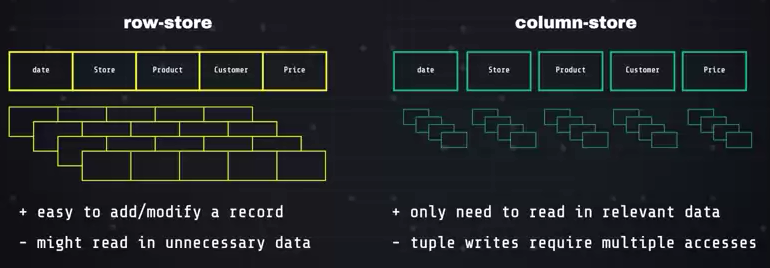 row-store
date Store Product Customer Price
+ easy to add/modify a record
- might read in unnecessary data
column-store
date Store Product Customer Price
+ only need to read in relevant data
- tuple writes require multiple accesses